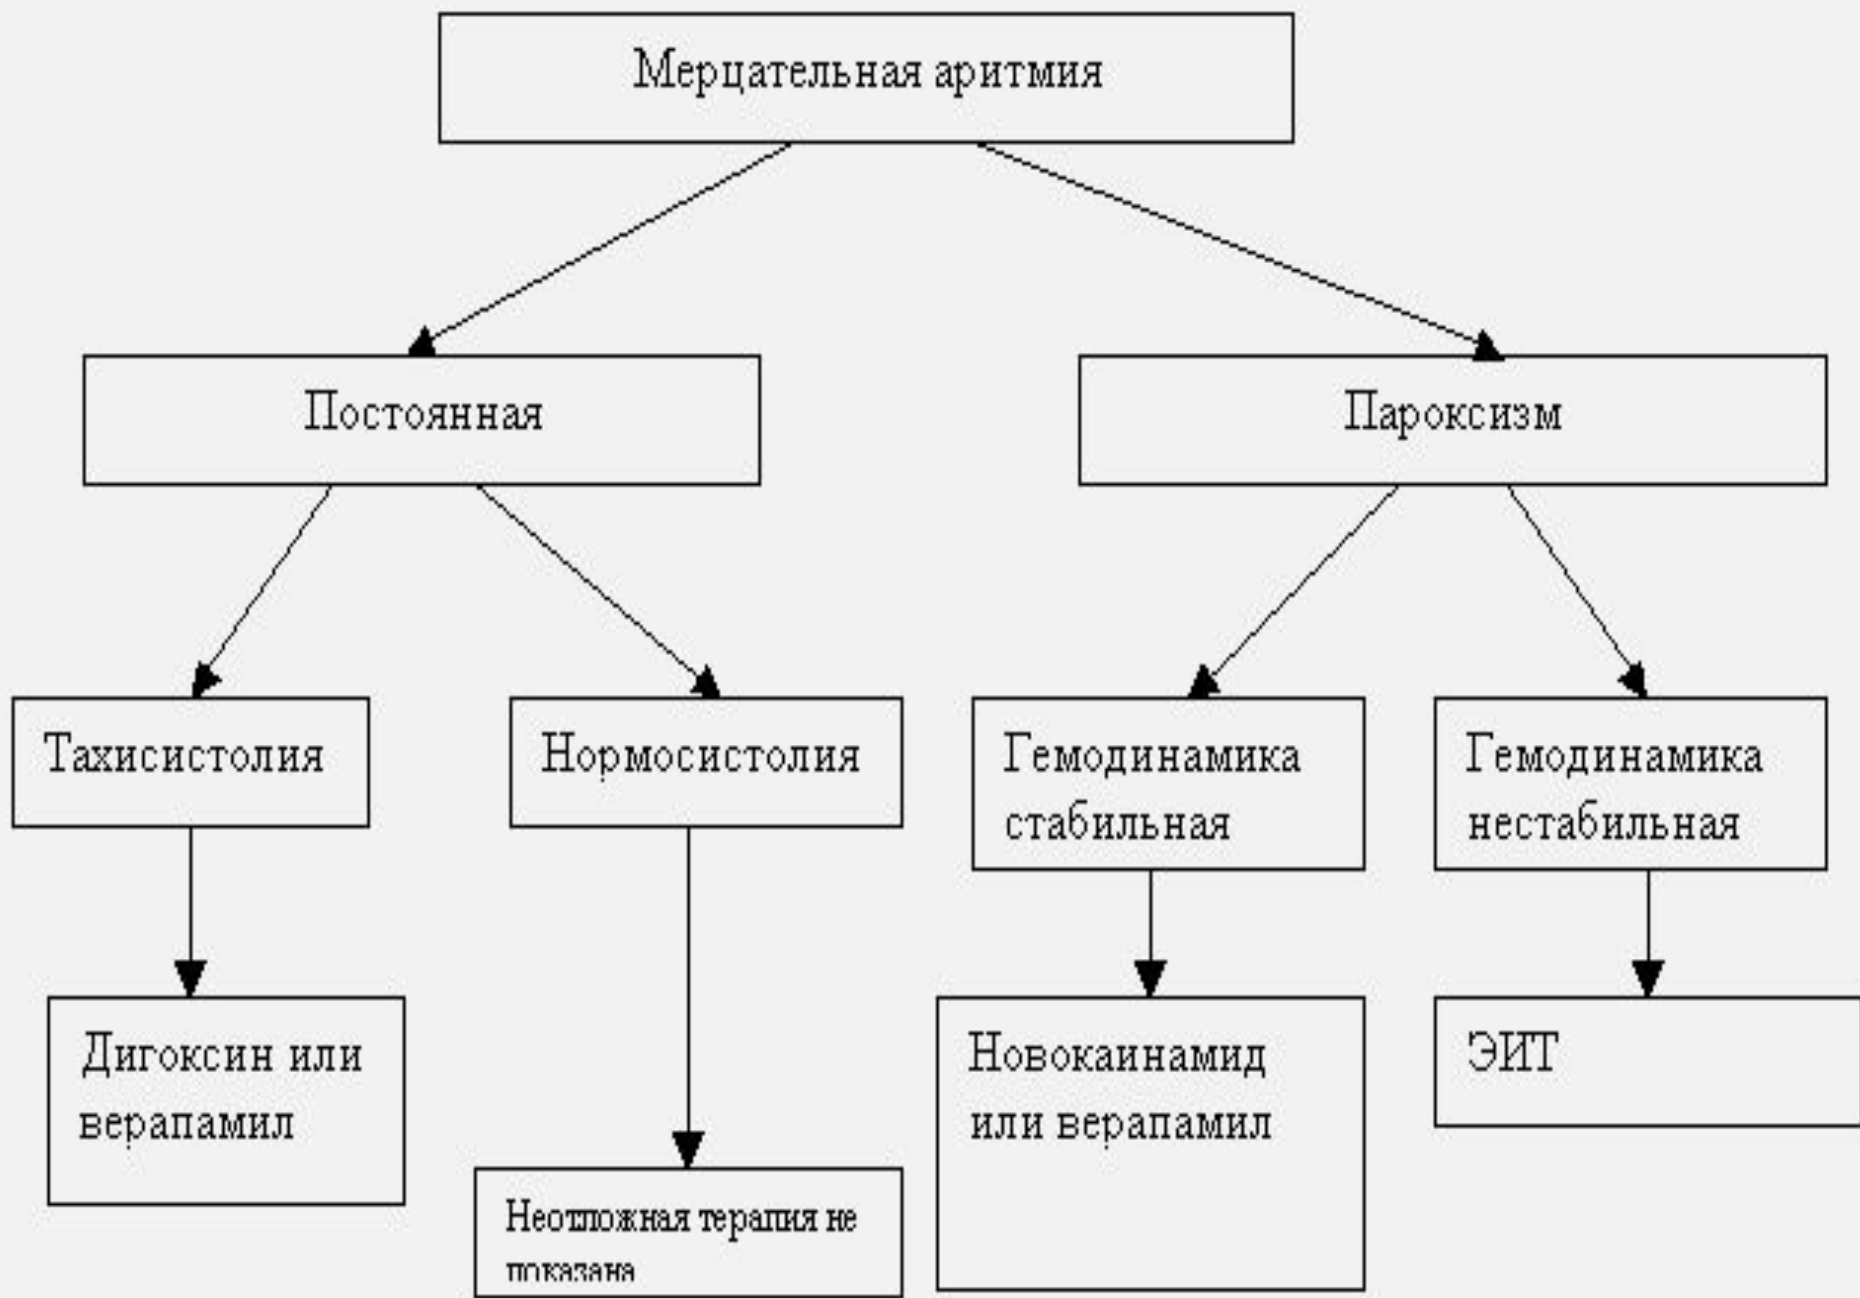 Мерцательная аритмия
Постоянная
Пароксизм
Тахисистолия
Нормосистолия
Гемодинамика
стабильная
Гемодинамика
нестабильная
Дигоксин или
верапамил
Новокаинамид
или верапамил
ЭИТ
Неотложная терапия не
показана